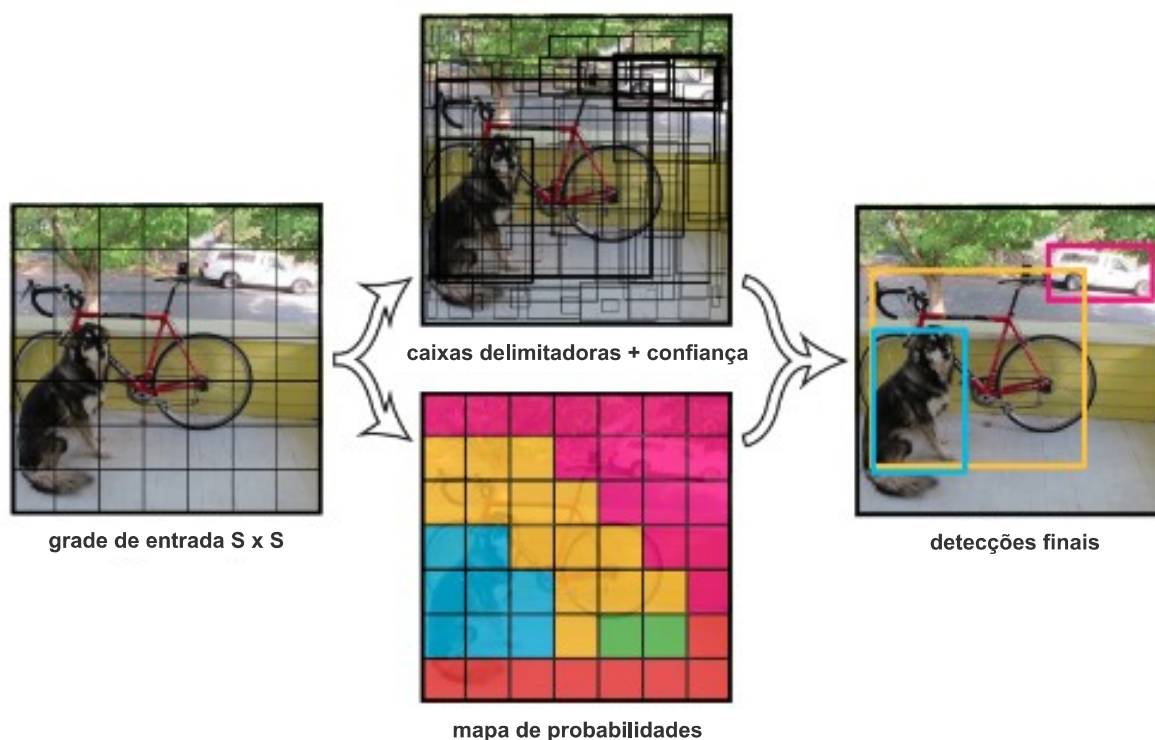 caixas delimitadoras + confiança
grade de entrada S x S
detecções finais
mapa de probabilidades